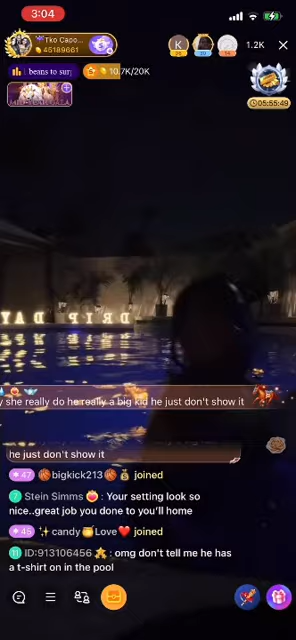 3:04
Tko Capo...
45189661
1.2K
beans to sur
10.7K/20K
05:55:49
DRIP DAY
y she really do he really a big kid he just don't show it
he just don't show it
47 bigkick213 joined
Stein Simms : Your setting look so
nice..great job you done to you'll home
45 candy Love joined
ID:913106456 : omg don't tell me he has
a t-shirt on in the pool